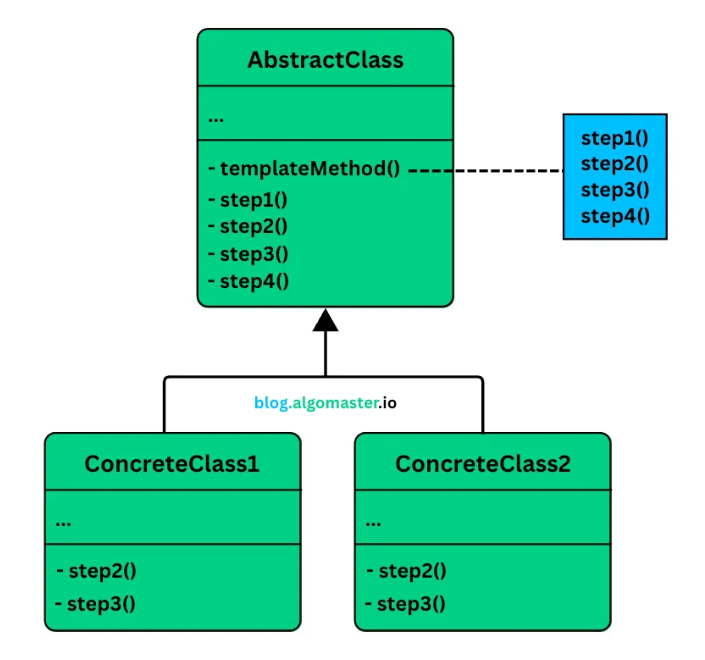 AbstractClass
...
- templateMethod()
- step1()
- step2()
- step3()
- step4()
step1()
step2()
step3()
step4()
blog.algomaster.io
ConcreteClass1
...
- step2()
- step3()
ConcreteClass2
...
- step2()
- step3()